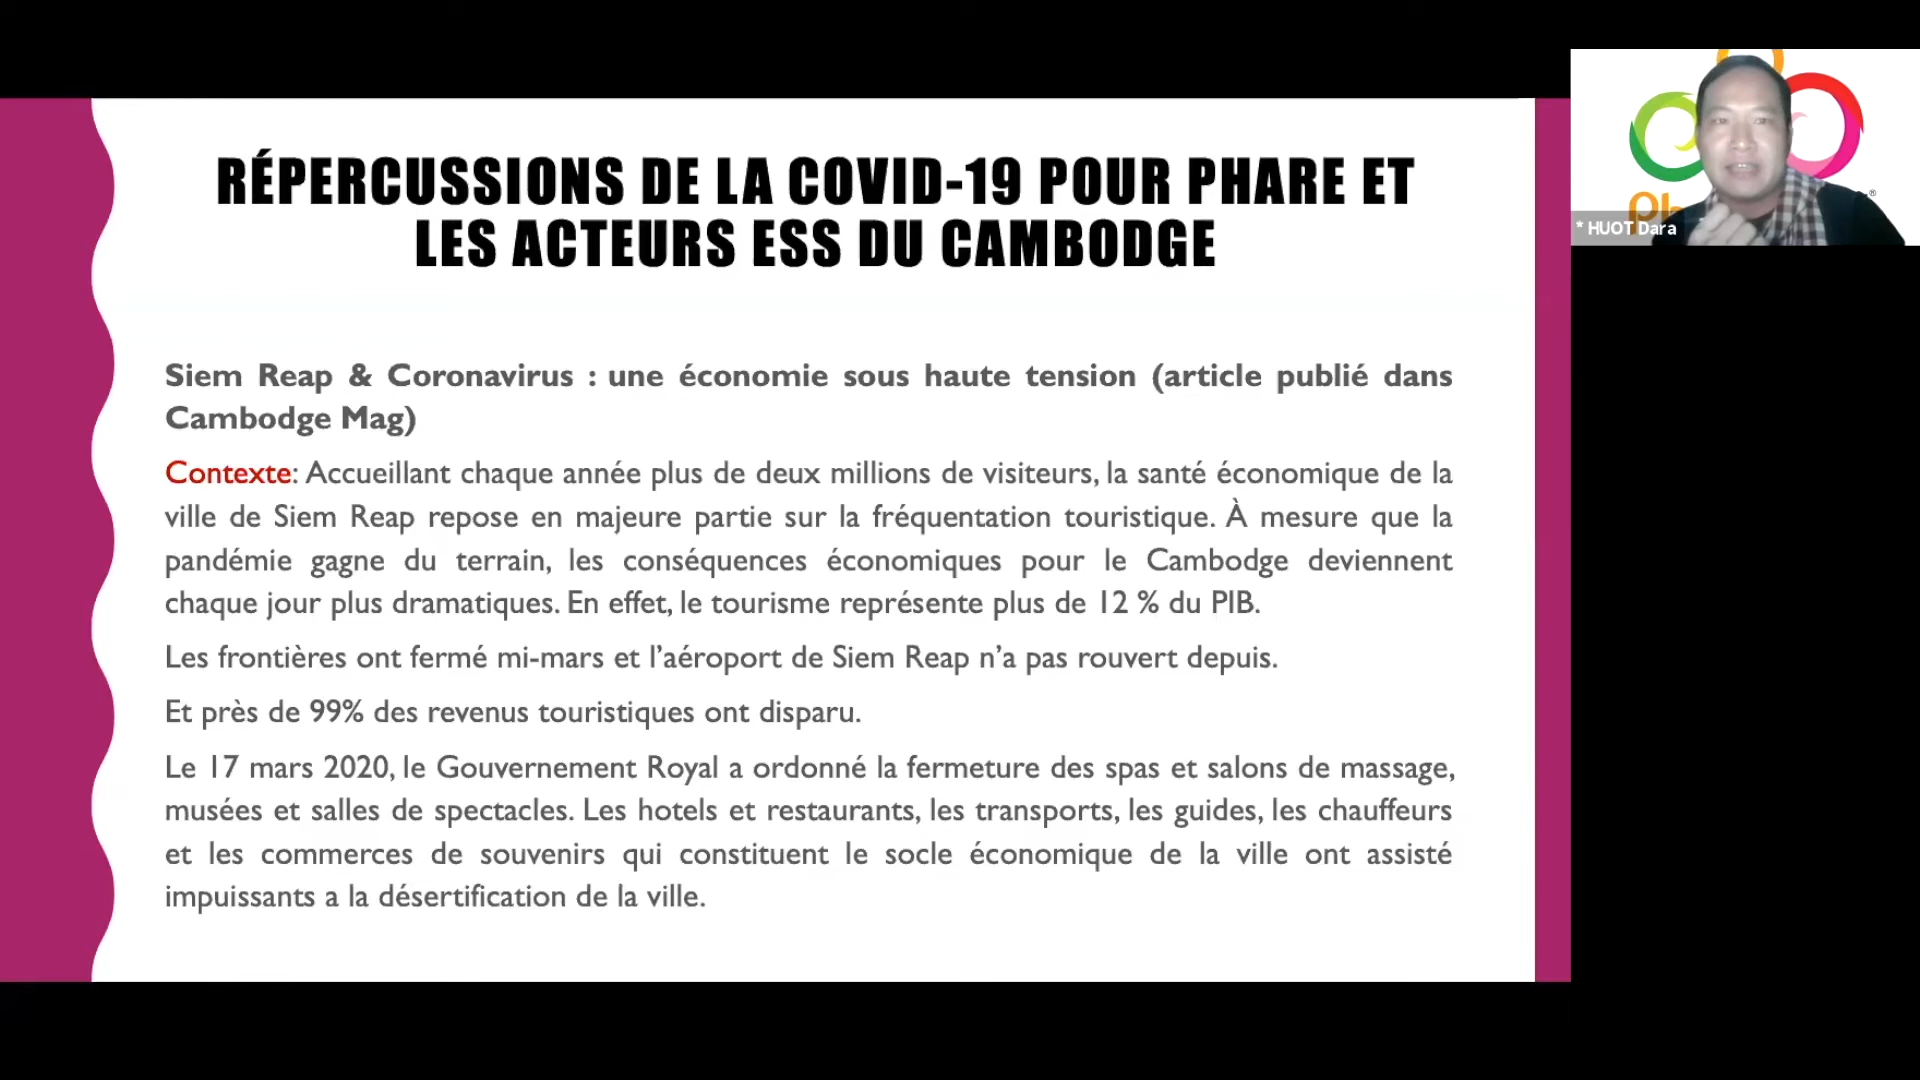 RÉPERCUSSIONS DE LA COVID-19 POUR PHARE ET
LES ACTEURS ESS DU CAMBODGE
Siem Reap & Coronavirus : une économie sous haute tension (article publié dans
Cambodge Mag)
Contexte: Accueillant chaque année plus de deux millions de visiteurs, la santé économique de la
ville de Siem Reap repose en majeure partie sur la fréquentation touristique. À mesure que la
pandémie gagne du terrain, les conséquences économiques pour le Cambodge deviennent
chaque jour plus dramatiques. En effet, le tourisme représente plus de 12 % du PIB.
Les frontières ont fermé mi-mars et l’aéroport de Siem Reap n’a pas rouvert depuis.
Et près de 99% des revenus touristiques ont disparu.
Le 17 mars 2020, le Gouvernement Royal a ordonné la fermeture des spas et salons de massage,
musées et salles de spectacles. Les hotels et restaurants, les transports, les guides, les chauffeurs
et les commerces de souvenirs qui constituent le socle économique de la ville ont assisté
impuissants a la désertification de la ville.
* HUOT Dara